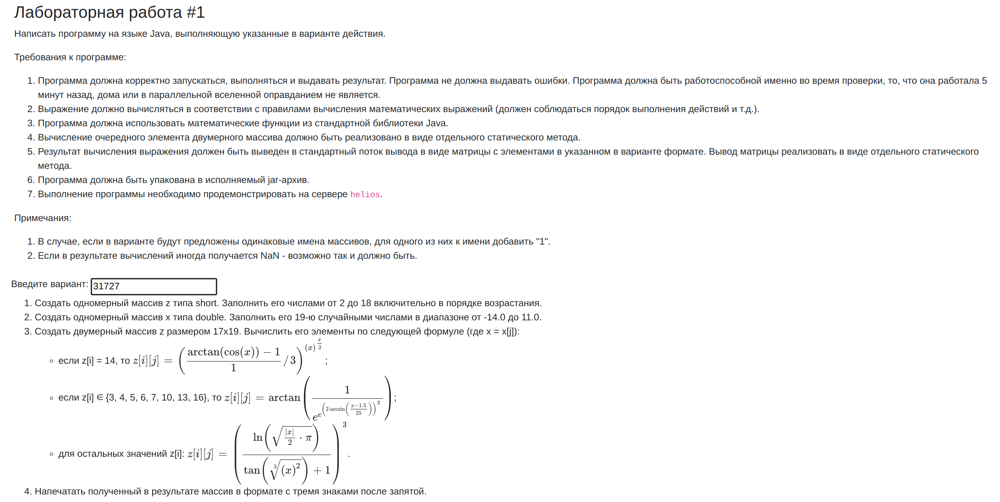 Лабораторная работа #1
Написать программу на языке Java, выполняющую указанные в варианте действия.
Требования к программе:
1. Программа должна корректно запускаться, выполняться и выдавать результат. Программа не должна выдавать ошибки. Программа должна быть работоспособной именно во время проверки, то, что она работала 5
минут назад, дома или в параллельной вселенной оправданием не является.
2. Выражение должно вычисляться в соответствии с правилами вычисления математических выражений (должен соблюдаться порядок выполнения действий и т.д.).
3. Программа должна использовать математические функции из стандартной библиотеки Java.
4. Вычисление очередного элемента двумерного массива должно быть реализовано в виде отдельного статического метода.
5. Результат вычисления выражения должен быть выведен в стандартный поток вывода в виде матрицы с элементами в указанном в варианте формате. Вывод матрицы реализовать в виде отдельного статического
метода.
6. Программа должна быть упакована в исполняемый jar-архив.
7. Выполнение программы необходимо продемонстрировать на сервере helios.
Примечания:
1. В случае, если в варианте будут предложены одинаковые имена массивов, для одного из них к имени добавить "1".
2. Если в результате вычислений иногда получается NaN - возможно так и должно быть.
Введите вариант: 31727
1. Создать одномерный массив z типа short. Заполнить его числами от 2 до 18 включительно в порядке возрастания.
2. Создать одномерный массив x типа double. Заполнить его 19-ю случайными числами в диапазоне от -14.0 до 11.0.
3. Создать двумерный массив z размером 17x19. Вычислить его элементы по следующей формуле (где x = x[j]):
◦ если z[i] = 14, то z[i][j] = \left(\frac{\arctan(\cos(x))-1}{1}/3\right)^{(x)^{\frac{x}{2}}};
◦ если z[i] ∈ {3, 4, 5, 6, 7, 10, 13, 16}, то z[i][j] = \arctan\left(\frac{1}{e^{e^{\left(2\cdot\arcsin\left(\frac{x-1.5}{25}\right)\right)^3}}}\right);
◦ для остальных значений z[i]: z[i][j] = \left(\frac{\ln\left(\sqrt{\frac{|x|}{2}\cdot\pi}\right)}{\tan\left(\sqrt[3]{(x)^2}\right)+1}\right)^3.
4. Напечатать полученный в результате массив в формате с тремя знаками после запятой.